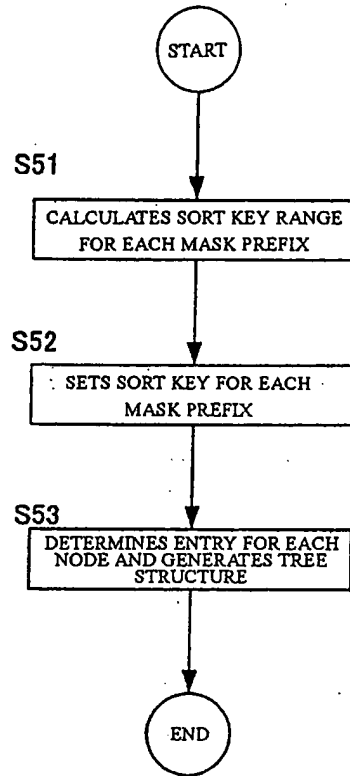 START
S51
CALCULATES SORT KEY RANGE
FOR EACH MASK PREFIX
S52
SETS SORT KEY FOR EACH
MASK PREFIX
S53
DETERMINES ENTRY FOR EACH
NODE AND GENERATES TREE
STRUCTURE
END